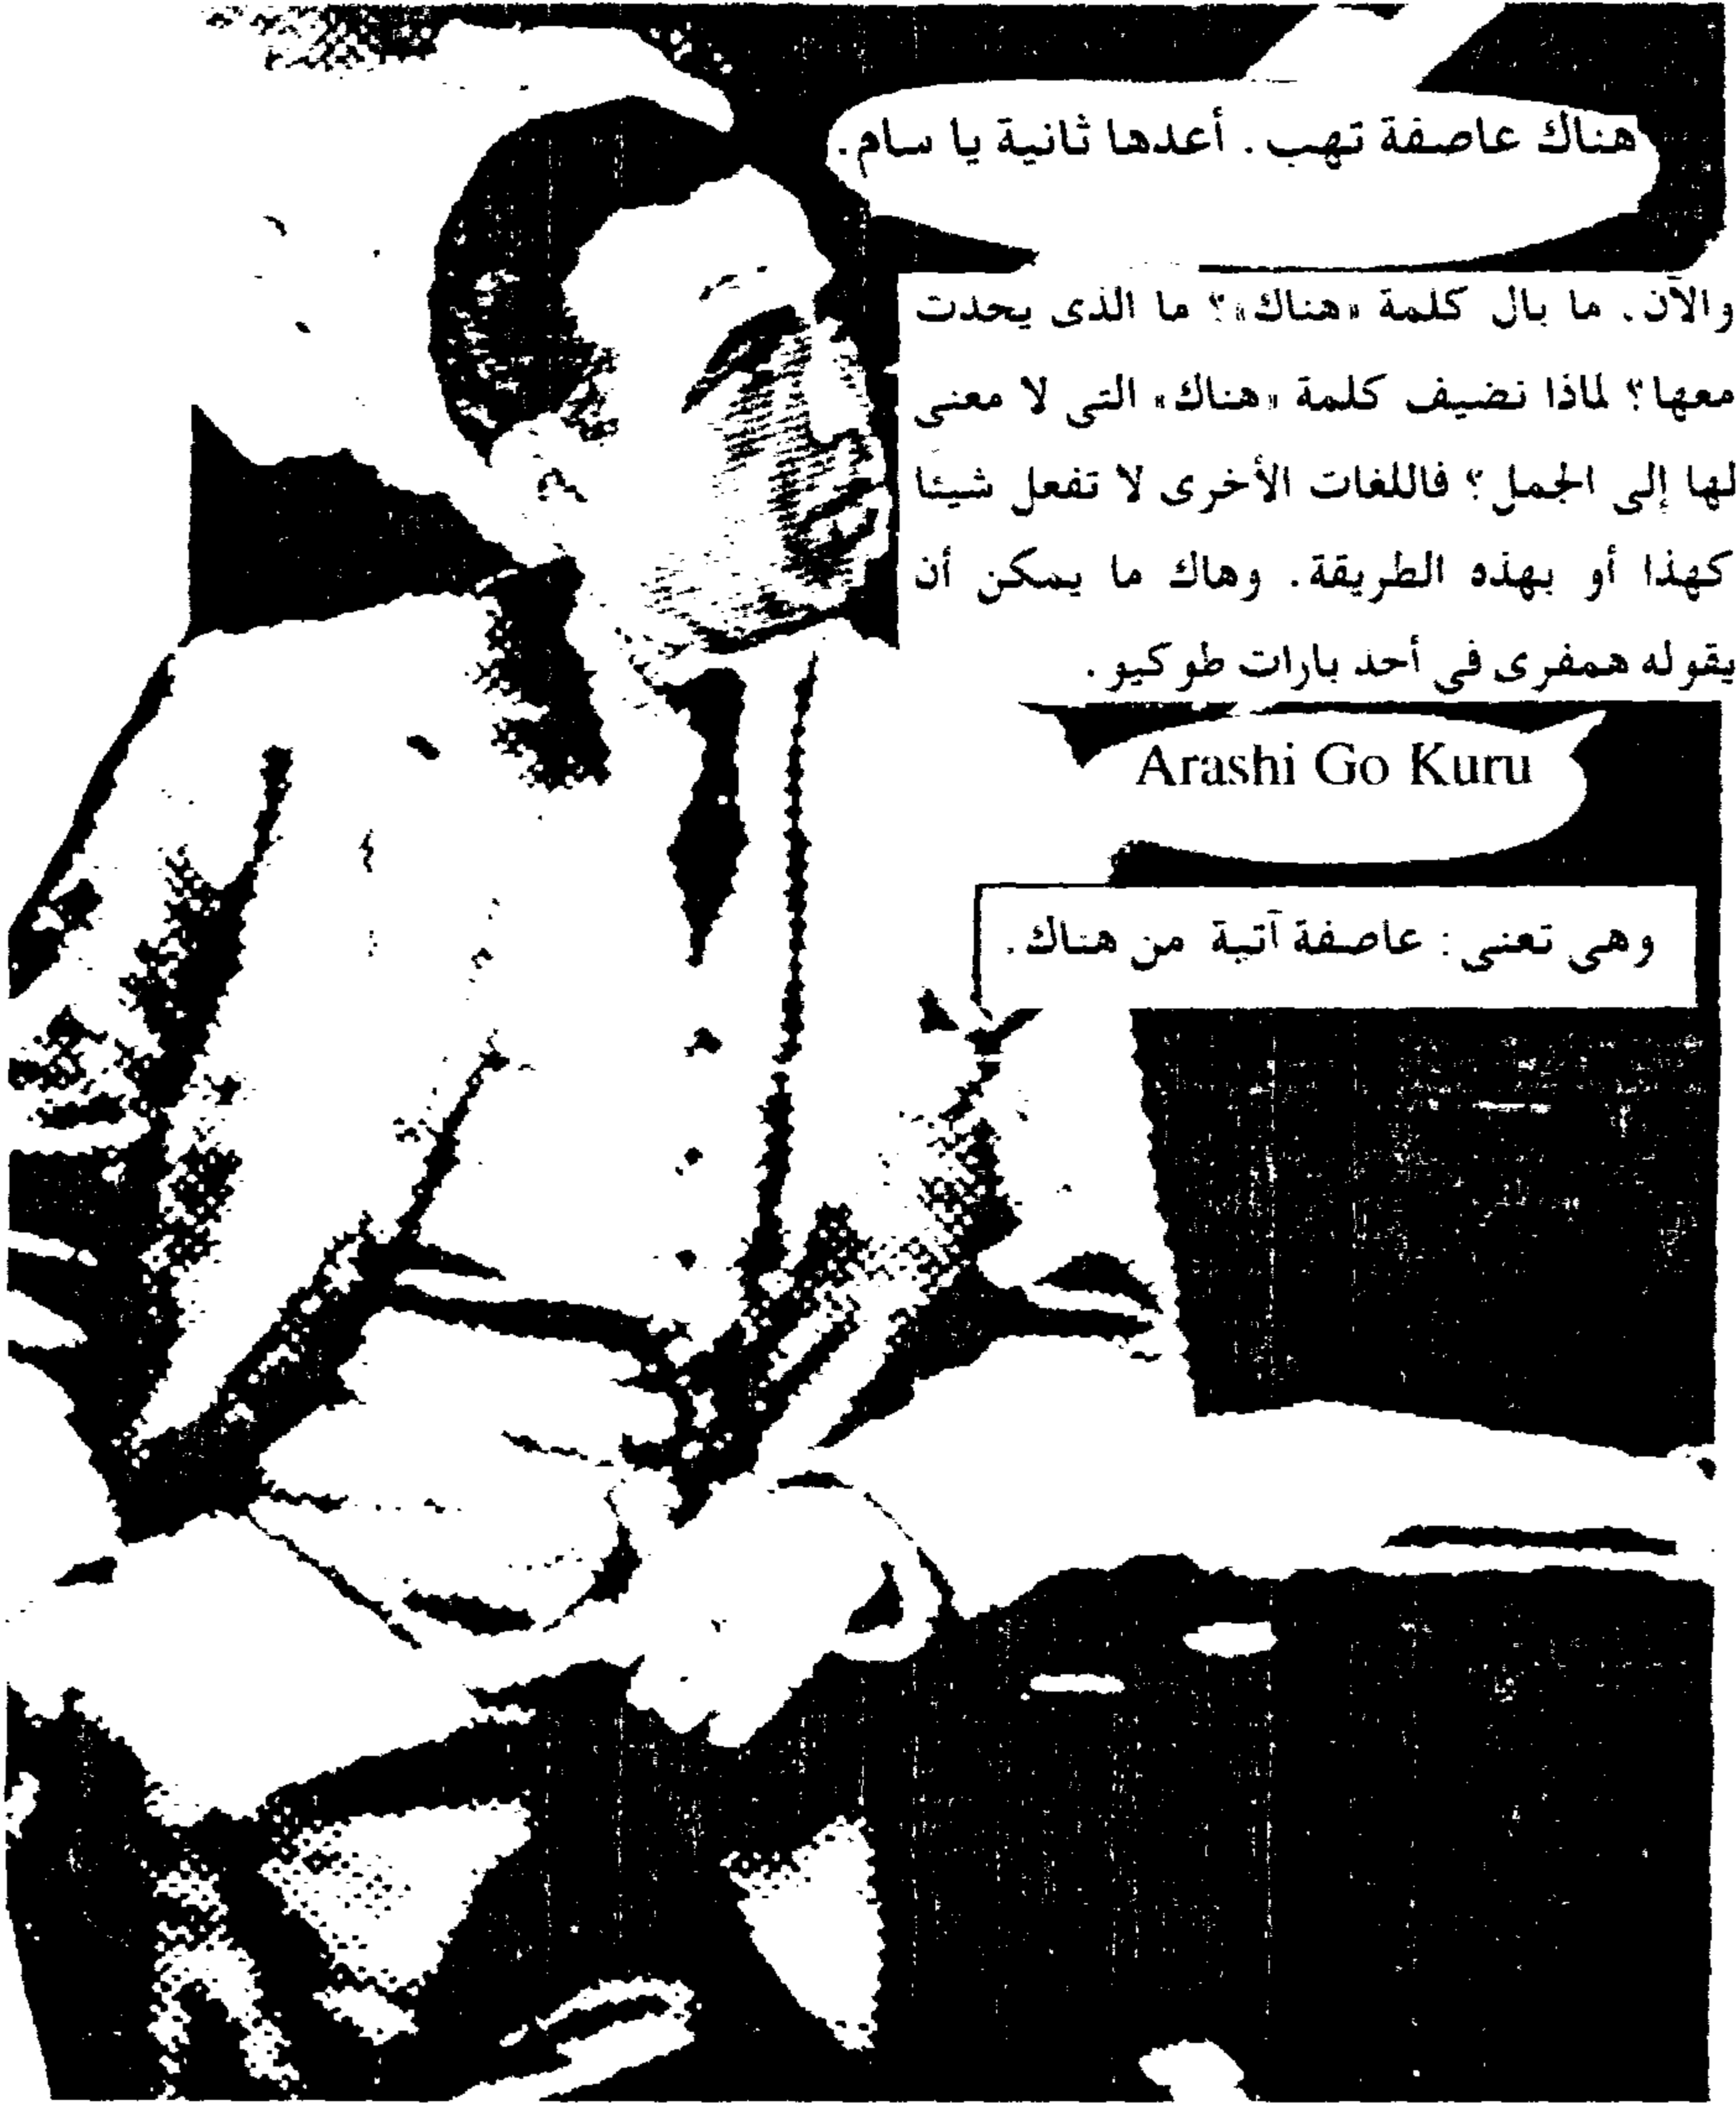 هناك عاصفة تهب. أعدها ثانية يا سام.
والآن. ما بال كلمة «هناك»؟ ما الذى يحدث
معها؟ لماذا نضيف كلمة «هناك» التى لا معنى
لها إلى الجمل؟ فاللغات الأخرى لا تفعل شيئا
كهذا أو بهذه الطريقة. وهاك ما يمكن أن
يقوله همفرى فى أحد بارات طوكيو.
Arashi Go Kuru
وهى تعنى: عاصفة آتية من هناك.